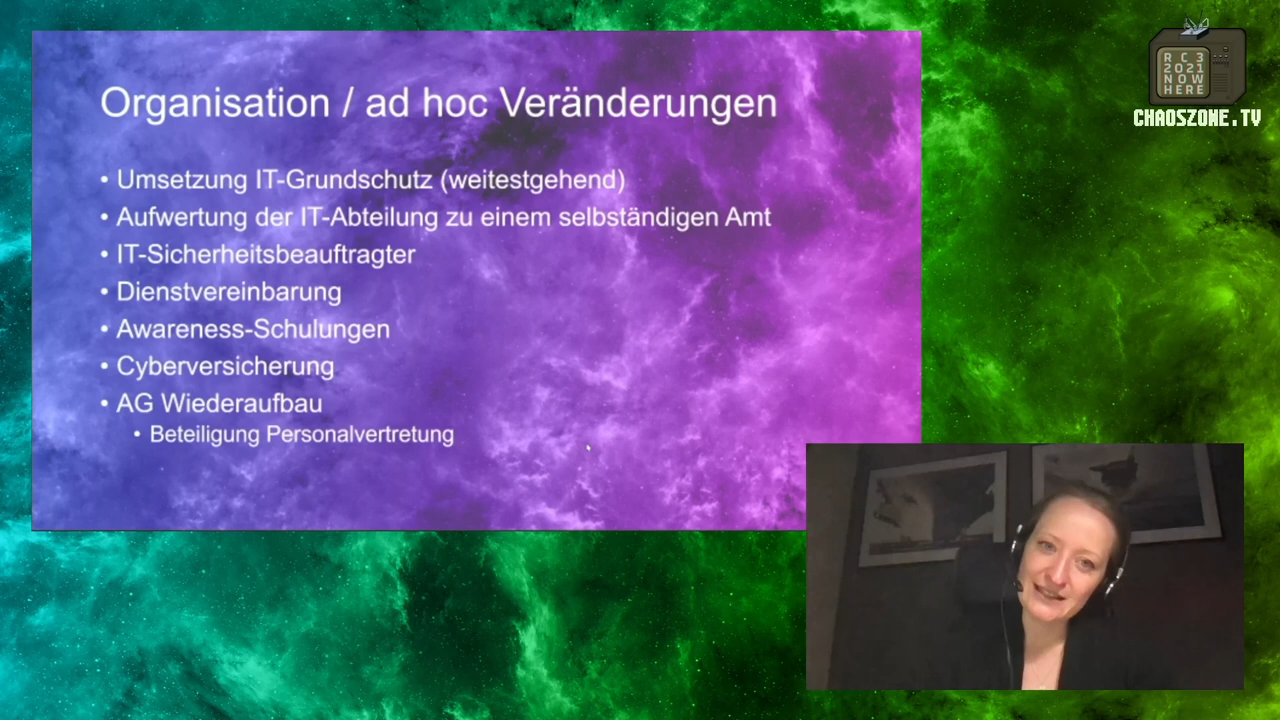 Organisation / ad hoc Veränderungen
• Umsetzung IT-Grundschutz (weitestgehend)
• Aufwertung der IT-Abteilung zu einem selbständigen Amt
• IT-Sicherheitsbeauftragter
• Dienstvereinbarung
• Awareness-Schulungen
• Cyberversicherung
• AG Wiederaufbau
• Beteiligung Personalvertretung
RC3
2021
NOW
HERE
CHAOSZONE.TV